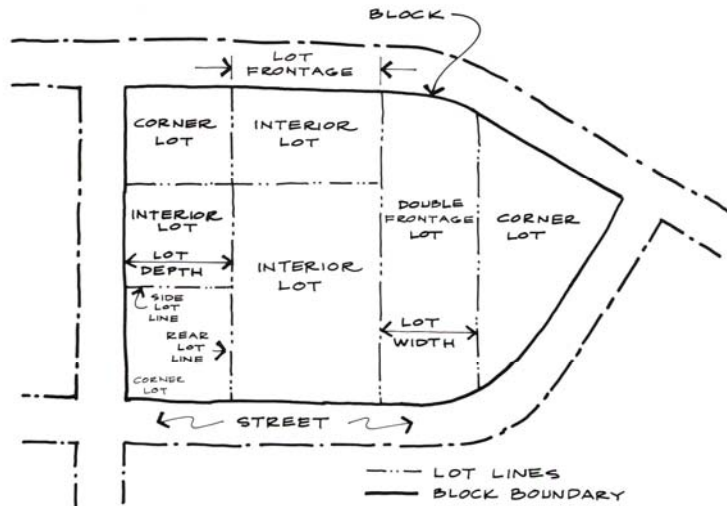 BLOCK
LOT
FRONTAGE
CORNER
LOT
INTERIOR
LOT
INTERIOR
LOT
DOUBLE
FRONTAGE
LOT
CORNER
LOT
LOT
DEPTH
INTERIOR
LOT
SIDE
LOT
LINE
REAR
LOT
LINE
LOT
WIDTH
CORNER
LOT
STREET
LOT LINES
BLOCK BOUNDARY